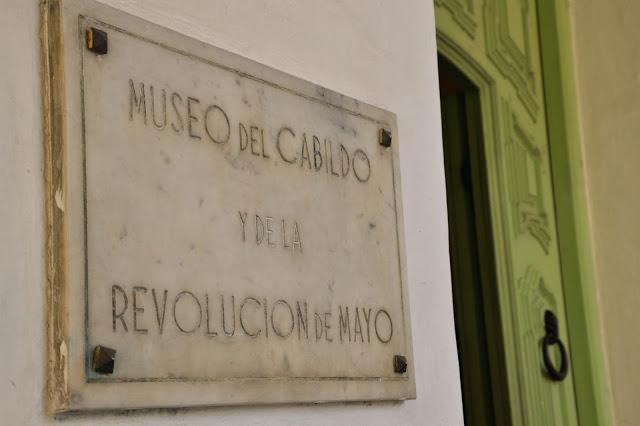 MUSEO DEL CABILDO
Y DE LA
REVOLUCION DE MAYO